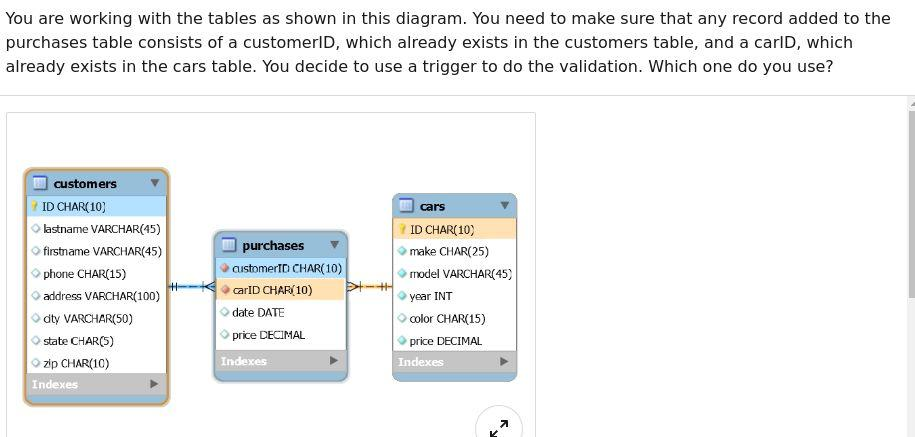 You are working with the tables as shown in this diagram. You need to make sure that any record added to the
purchases table consists of a customerID, which already exists in the customers table, and a carID, which
already exists in the cars table. You decide to use a trigger to do the validation. Which one do you use?
customers
ID CHAR(10)
lastname VARCHAR(45)
firstname VARCHAR(45)
phone CHAR(15)
address VARCHAR(100)
city VARCHAR(50)
state CHAR(5)
zip CHAR(10)
Indexes
purchases
customerID CHAR(10)
carID CHAR(10)
date DATE
price DECIMAL
Indexes
cars
ID CHAR(10)
make CHAR(25)
model VARCHAR(45)
year INT
color CHAR(15)
price DECIMAL
Indexes